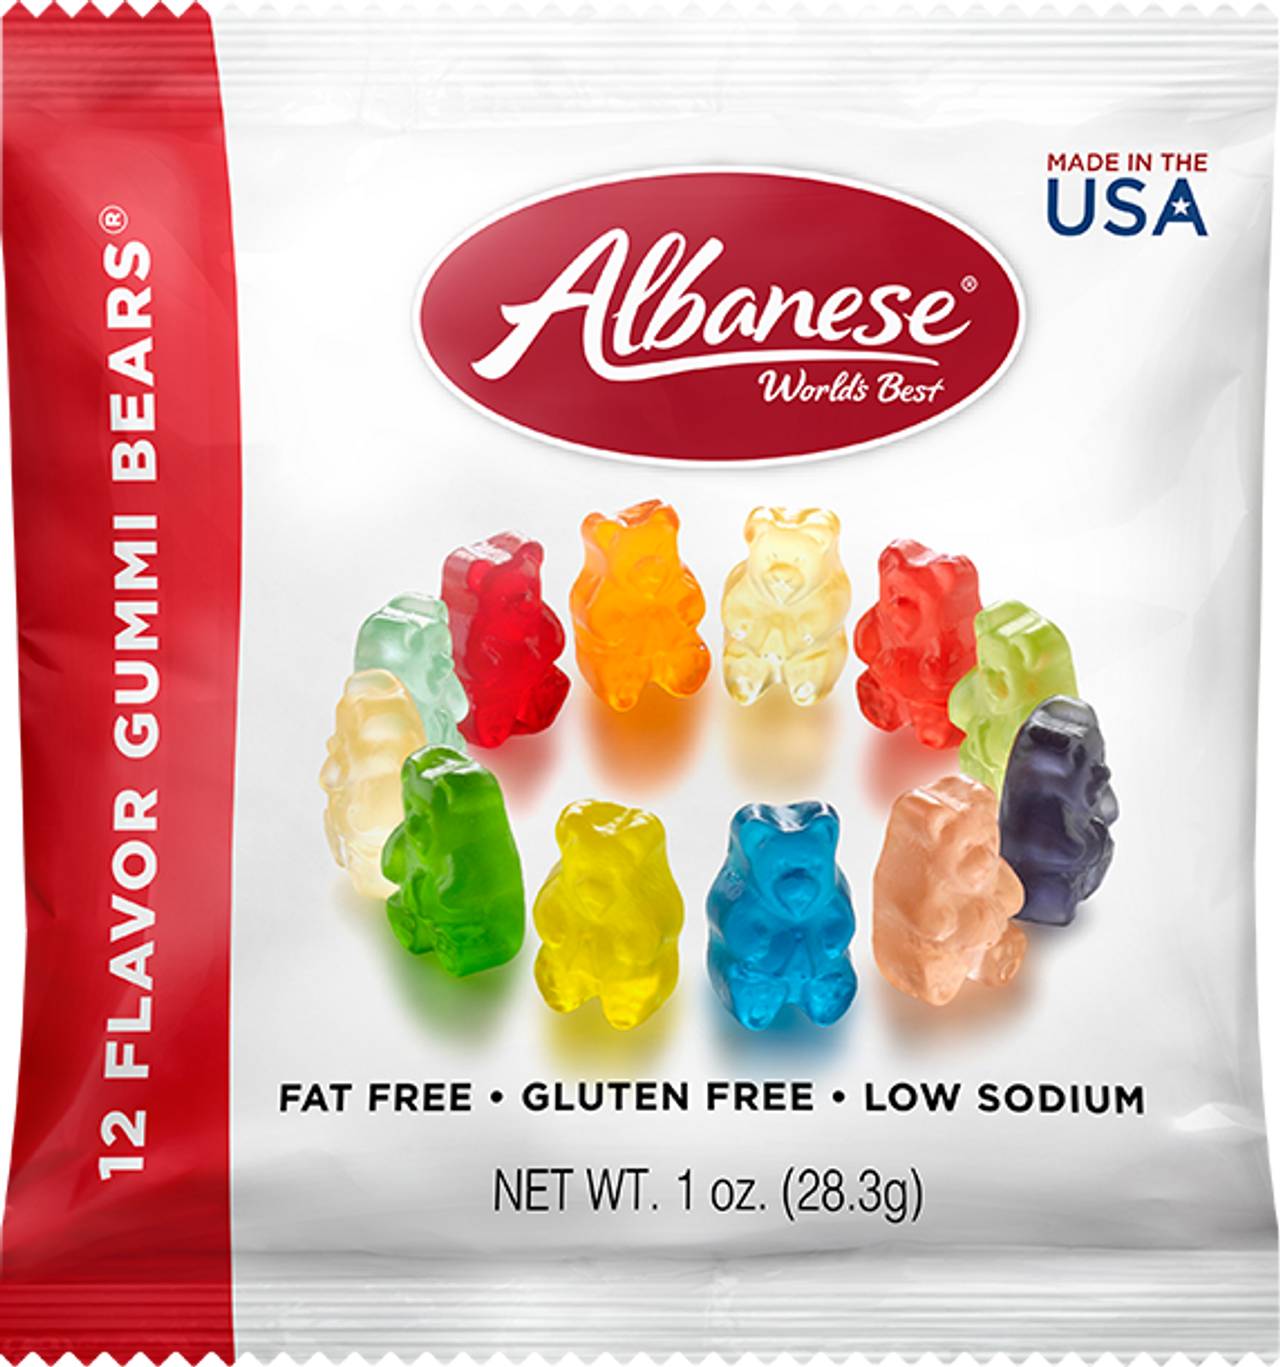 12 FLAVOR GUMMI BEARS®
MADE IN THE
USA
Albanese®
World's Best
FAT FREE • GLUTEN FREE • LOW SODIUM
NET WT. 1 oz. (28.3g)